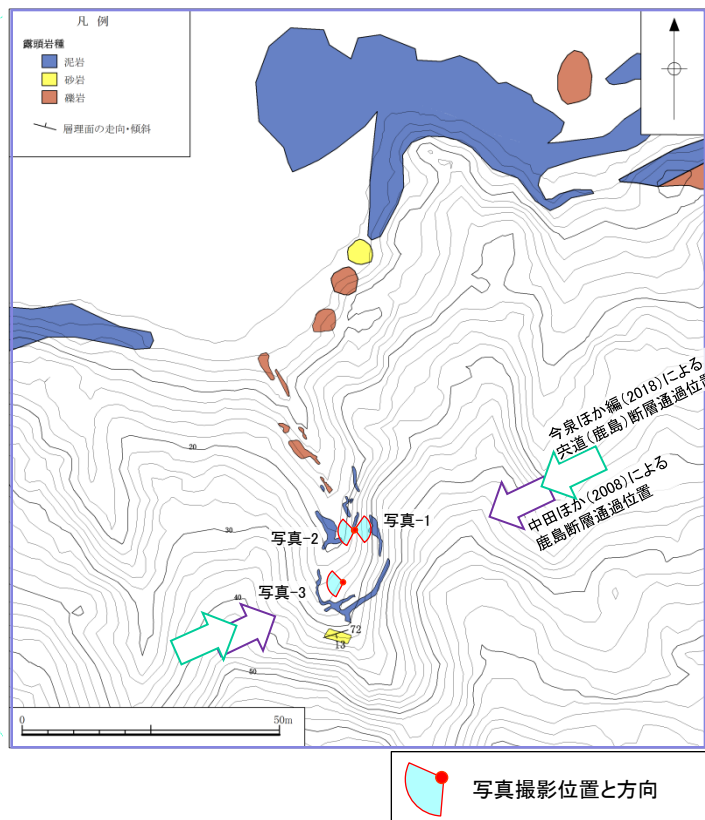 凡 例
露頭岩種
泥岩
砂岩
礫岩
層理面の走向・傾斜
今泉ほか編(2018)による
宍道(鹿島)断層通過位置
中田ほか(2008)による
鹿島断層通過位置
20
30
写真-1
写真-2
写真-3
40
50
72
13
0
50m
写真撮影位置と方向